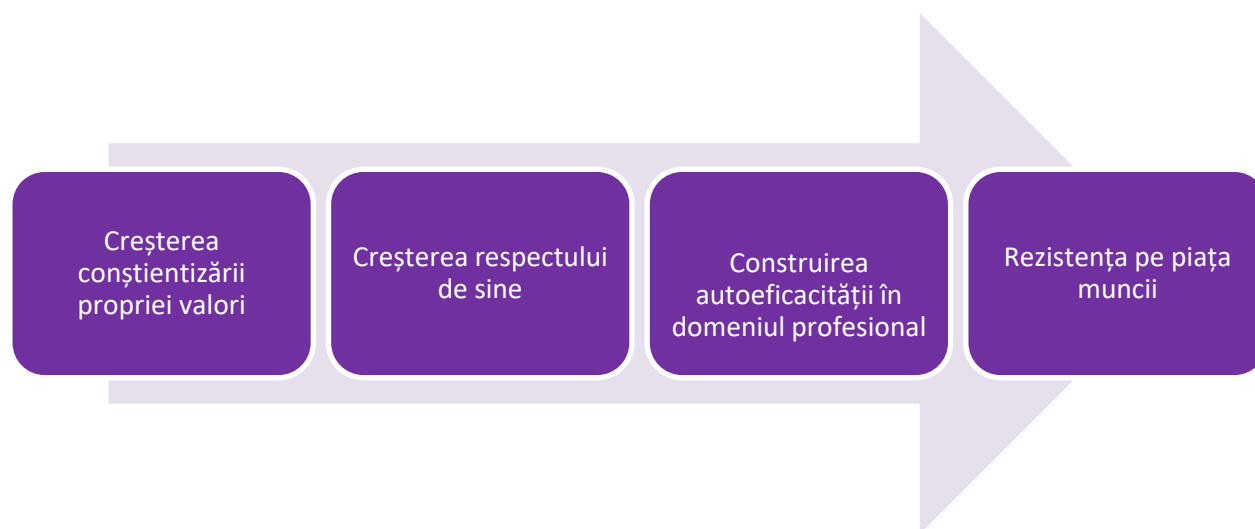 Creșterea
conștientizării
propriei valori
Creșterea respectului
de sine
Construirea
autoeficacității în
domeniul profesional
Rezistența pe piața
muncii